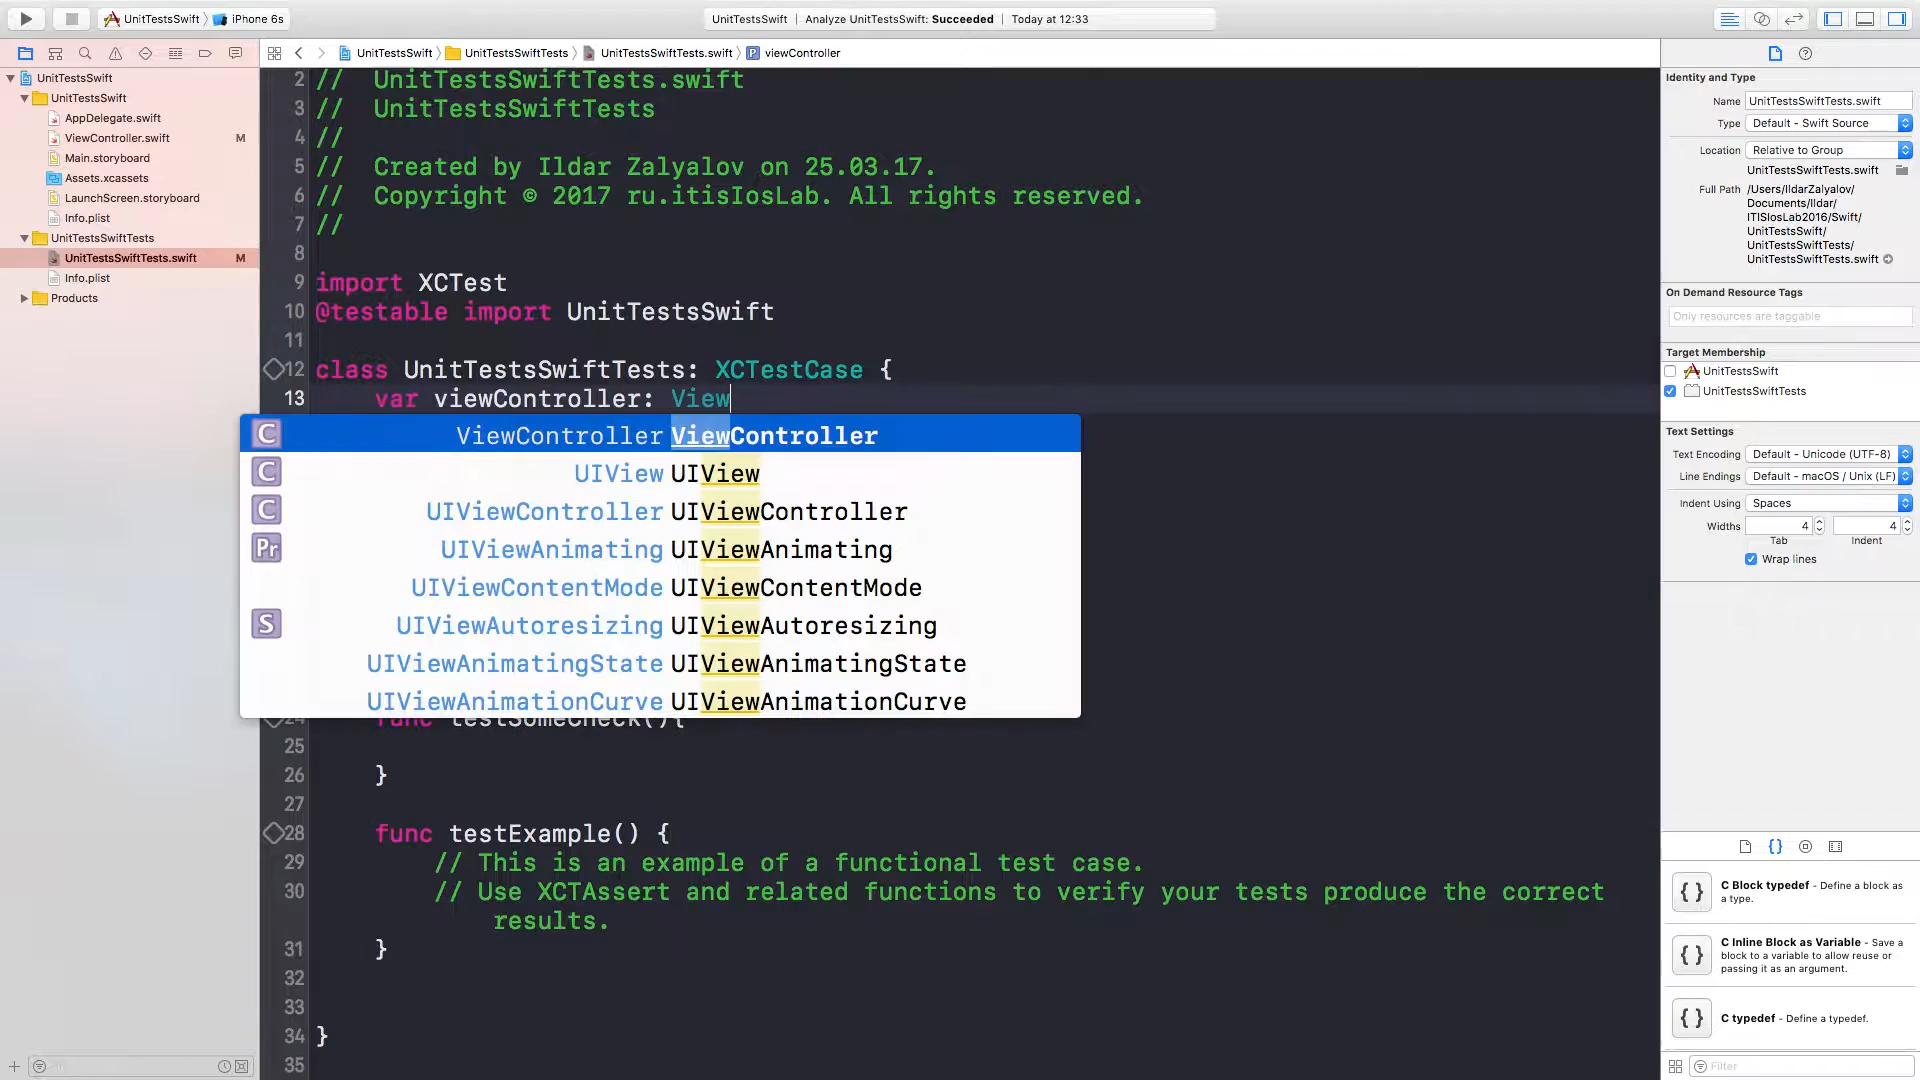 UnitTestsSwift
iPhone 6s
UnitTestsSwift | Analyze UnitTestsSwift: Succeeded | Today at 12:33
UnitTestsSwift
UnitTestsSwiftTests
UnitTestsSwiftTests.swift
viewController
UnitTestsSwift
UnitTestsSwift
AppDelegate.swift
ViewController.swift M
Main.storyboard
Assets.xcassets
LaunchScreen.storyboard
Info.plist
UnitTestsSwiftTests
UnitTestsSwiftTests.swift M
Info.plist
Products
2 // UnitTestsSwiftTests.swift
3 // UnitTestsSwiftTests
4 //
5 // Created by Ildar Zalyalov on 25.03.17.
6 // Copyright © 2017 ru.itisIosLab. All rights reserved.
7 //
8
9 import XCTest
10 @testable import UnitTestsSwift
11
12 class UnitTestsSwiftTests: XCTestCase {
13 var viewController: View
C ViewController ViewController
C UIView UIView
C UIViewController UIViewController
Pr UIViewAnimating UIViewAnimating
UIViewContentMode UIViewContentMode
S UIViewAutoresizing UIViewAutoresizing
UIViewAnimatingState UIViewAnimatingState
UIViewAnimationCurve UIViewAnimationCurve
24 func testSomeCheck(){
25
26 }
27
28 func testExample() {
29 // This is an example of a functional test case.
30 // Use XCTAssert and related functions to verify your tests produce the correct
results.
31 }
32
33
34 }
35
Identity and Type
Name UnitTestsSwiftTests.swift
Type Default - Swift Source
Location Relative to Group
UnitTestsSwiftTests.swift
Full Path /Users/IldarZalyalov/
Documents/Ildar/
ITISIosLab2016/Swift/
UnitTestsSwift/
UnitTestsSwiftTests/
UnitTestsSwiftTests.swift
On Demand Resource Tags
Only resources are taggable
Target Membership
UnitTestsSwift
UnitTestsSwiftTests
Text Settings
Text Encoding Default - Unicode (UTF-8)
Line Endings Default - macOS / Unix (LF)
Indent Using Spaces
Widths 4 4
Tab Indent
Wrap lines
{ } C Block typedef - Define a block as
a type.
{ } C Inline Block as Variable - Save a
block to a variable to allow reuse or
passing it as an argument.
{ } C typedef - Define a typedef.
Filter